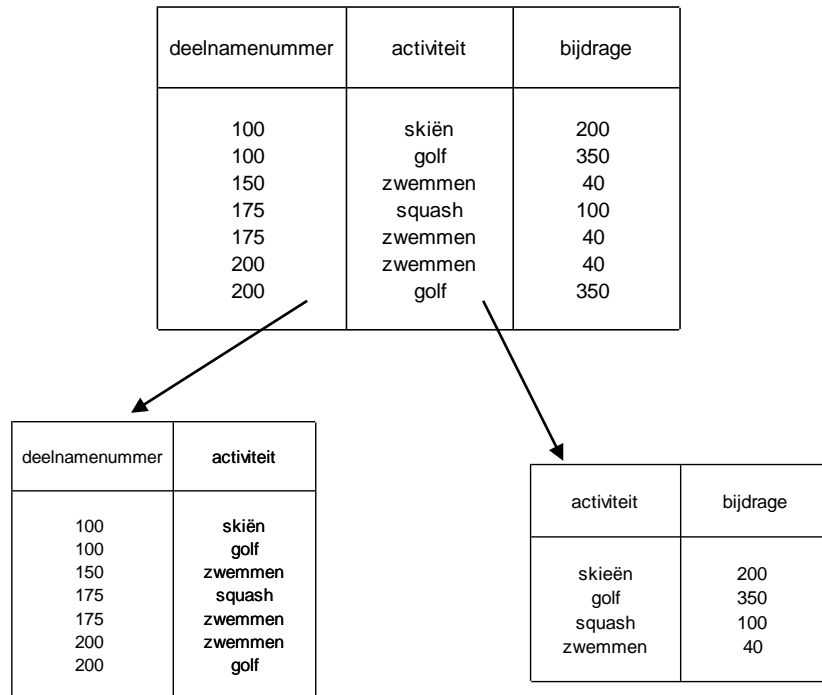 deelnamenummer activiteit bijdrage
100 skiën 200
100 golf 350
150 zwemmen 40
175 squash 100
175 zwemmen 40
200 zwemmen 40
200 golf 350
deelnamenummer activiteit
100 skiën
100 golf
150 zwemmen
175 squash
175 zwemmen
200 zwemmen
200 golf
activiteit bijdrage
skieën 200
golf 350
squash 100
zwemmen 40